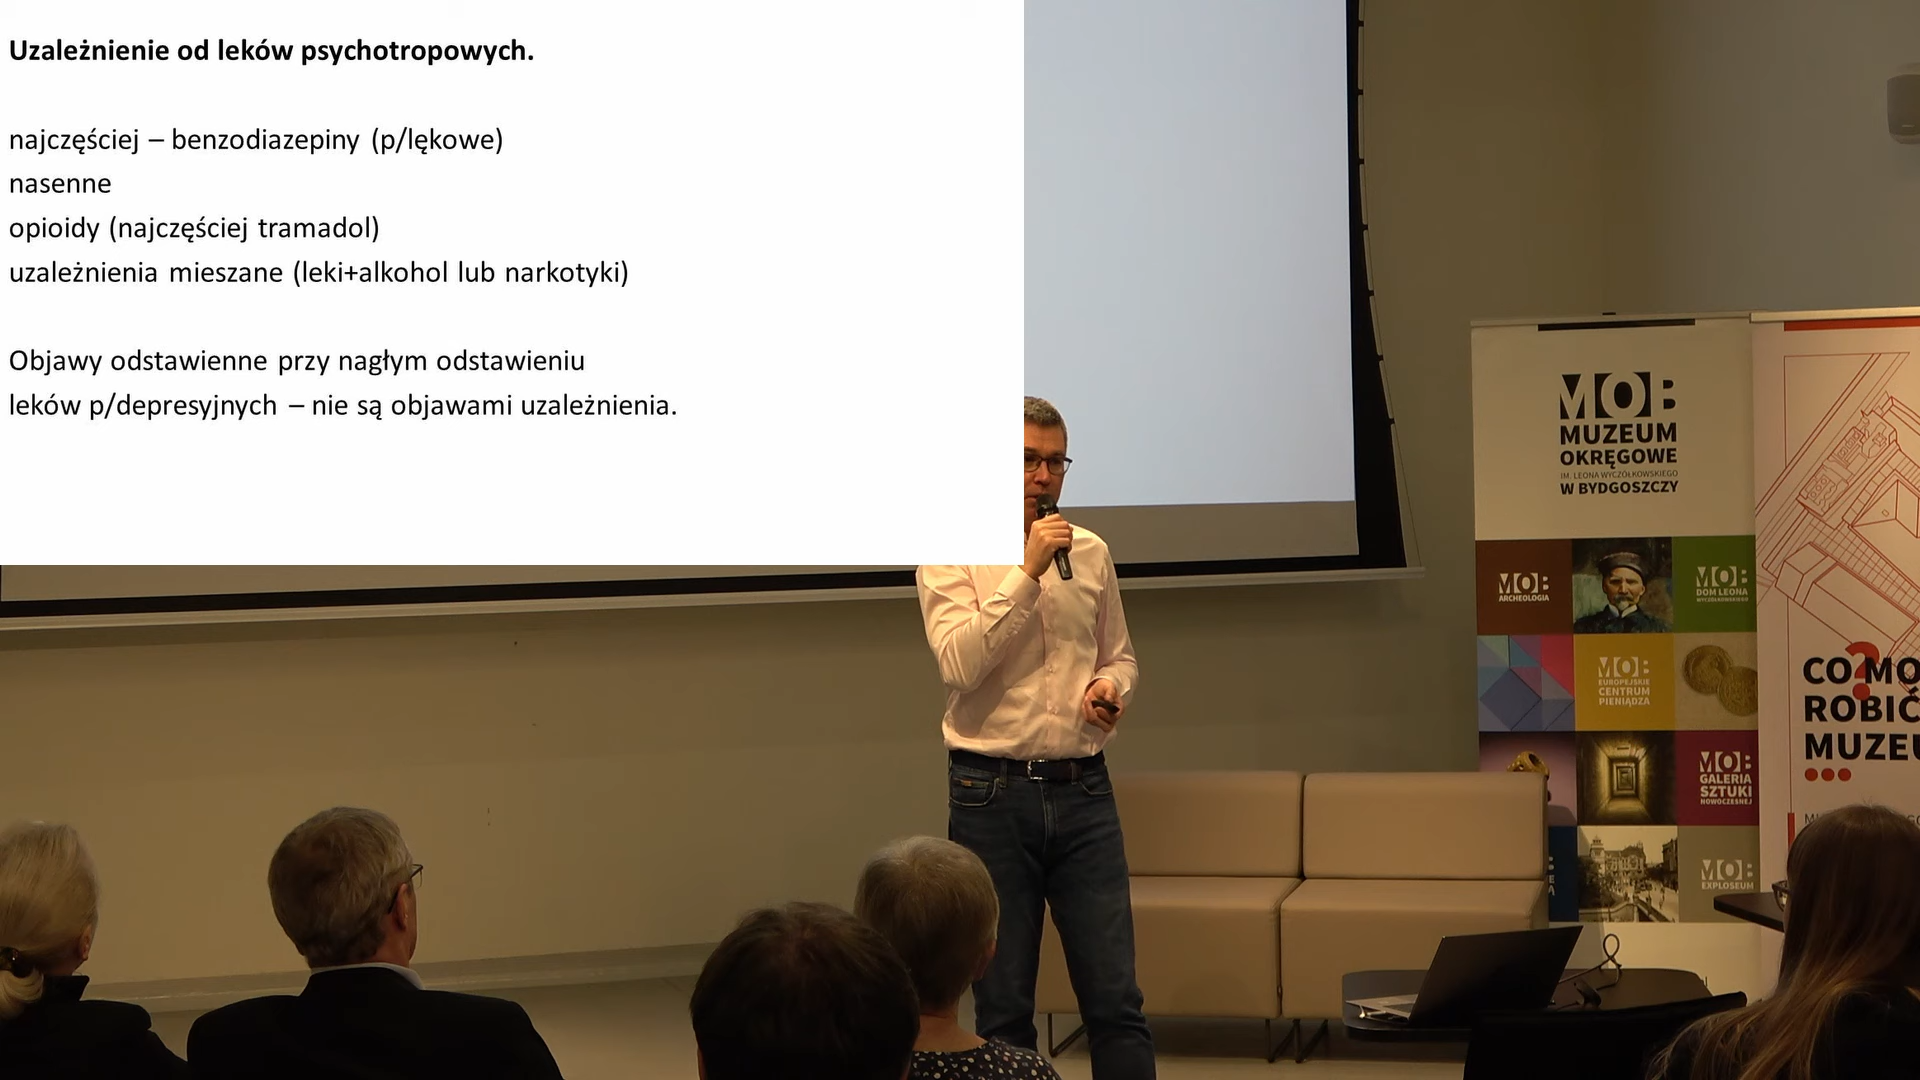 Uzależnienie od leków psychotropowych.
najczęściej – benzodiazepiny (p/lękowe)
nasenne
opioidy (najczęściej tramadol)
uzależnienia mieszane (leki+alkohol lub narkotyki)
Objawy odstawienne przy nagłym odstawieniu
leków p/depresyjnych – nie są objawami uzależnienia.
MOB
MUZEUM
OKRĘGOWE
IM. LEONA WYCZÓŁKOWSKIEGO
W BYDGOSZCZY
MOB
ARCHEOLOGIA
MOB
DOM LEONA
WYCZÓŁKOWSKIEGO
MOB
EUROPEJSKIE
CENTRUM
PIENIĄDZA
MOB
GALERIA
SZTUKI
NOWOCZESNEJ
MOB
EXPLOSEUM
?
CO MO
ROBIĆ
MUZEU